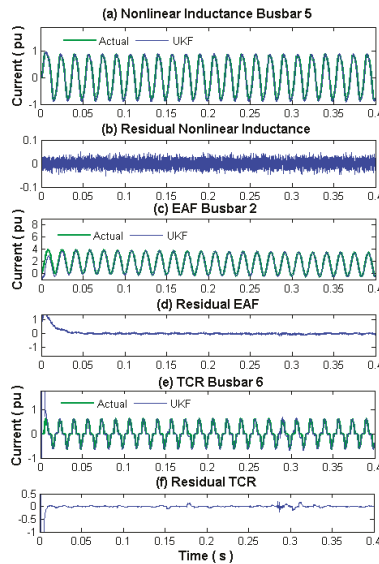 (a) Nonlinear Inductance Busbar 5
Current ( pu )
1
0
-1
Actual UKF
0 0.05 0.1 0.15 0.2 0.25 0.3 0.35 0.4
(b) Residual Nonlinear Inductance
0.1
0
-0.1
0 0.05 0.1 0.15 0.2 0.25 0.3 0.35 0.4
(c) EAF Busbar 2
Current ( pu )
8
6
4
2
0
Actual UKF
0 0.05 0.1 0.15 0.2 0.25 0.3 0.35 0.4
(d) Residual EAF
1
0
-1
0 0.05 0.1 0.15 0.2 0.25 0.3 0.35 0.4
(e) TCR Busbar 6
Current ( pu )
1
0
-1
Actual UKF
0 0.05 0.1 0.15 0.2 0.25 0.3 0.35 0.4
(f) Residual TCR
0.5
0
-0.5
-1
0 0.05 0.1 0.15 0.2 0.25 0.3 0.35 0.4
Time ( s )